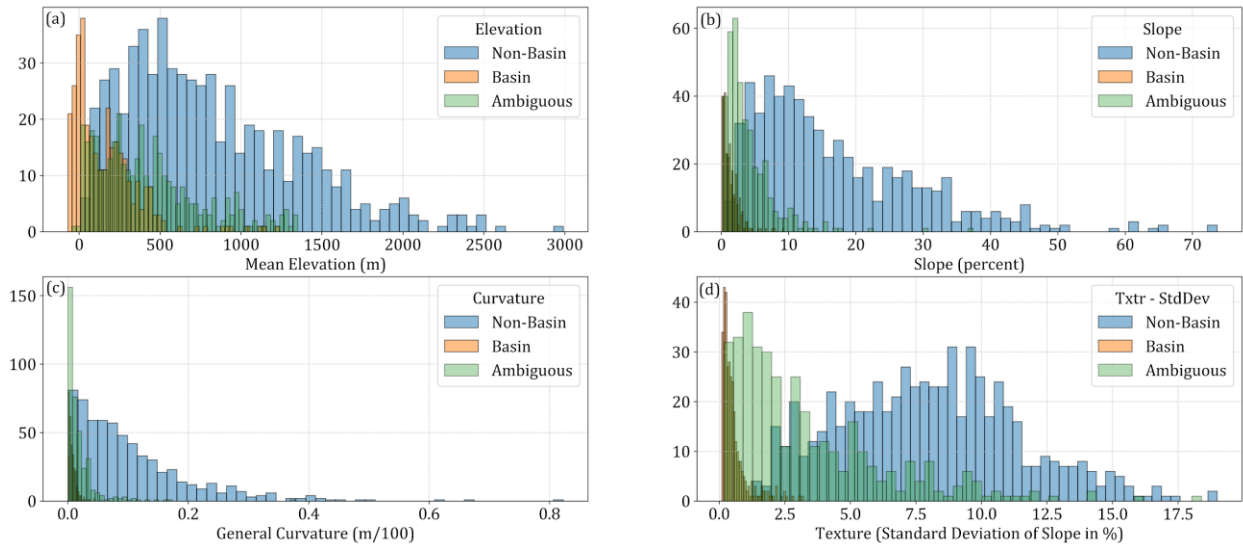 (a)
Elevation
Non-Basin
Basin
Ambiguous
30
20
10
0
0 500 1000 1500 2000 2500 3000
Mean Elevation (m)
(b)
Slope
Non-Basin
Basin
Ambiguous
60
40
20
0
0 10 20 30 40 50 60 70
Slope (percent)
(c)
Curvature
Non-Basin
Basin
Ambiguous
150
100
50
0
0.0 0.2 0.4 0.6 0.8
General Curvature (m/100)
(d)
Txtr - StdDev
Non-Basin
Basin
Ambiguous
40
30
20
10
0
0.0 2.5 5.0 7.5 10.0 12.5 15.0 17.5
Texture (Standard Deviation of Slope in %)